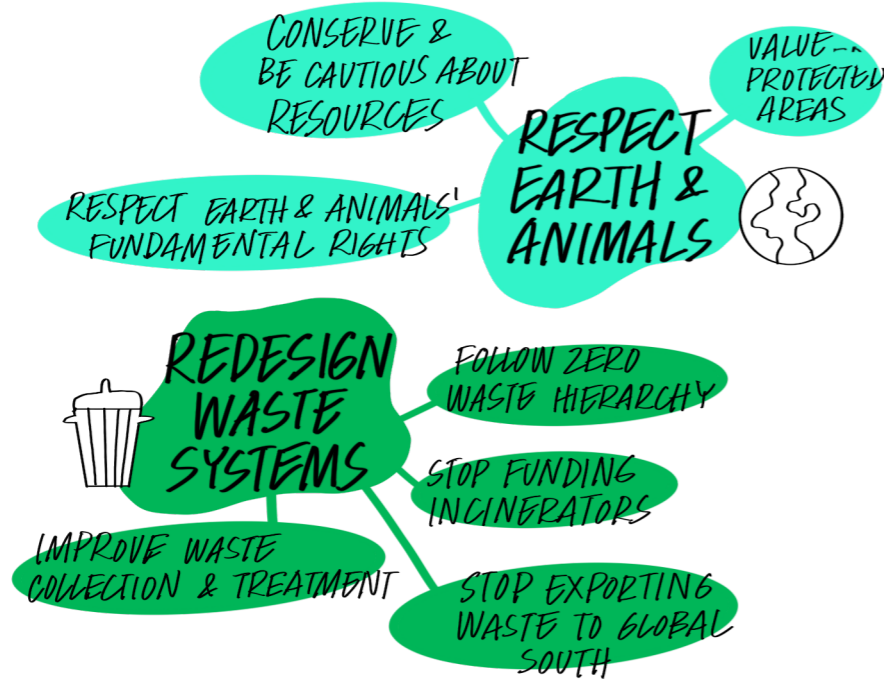 CONSERVE &
BE CAUTIOUS ABOUT
RESOURCES
VALUE
PROTECTED
AREAS
RESPECT
EARTH &
ANIMALS
RESPECT EARTH & ANIMALS'
FUNDAMENTAL RIGHTS
REDESIGN
WASTE
SYSTEMS
FOLLOW ZERO
WASTE HIERARCHY
STOP FUNDING
INCINERATORS
IMPROVE WASTE
COLLECTION & TREATMENT
STOP EXPORTING
WASTE TO GLOBAL
SOUTH